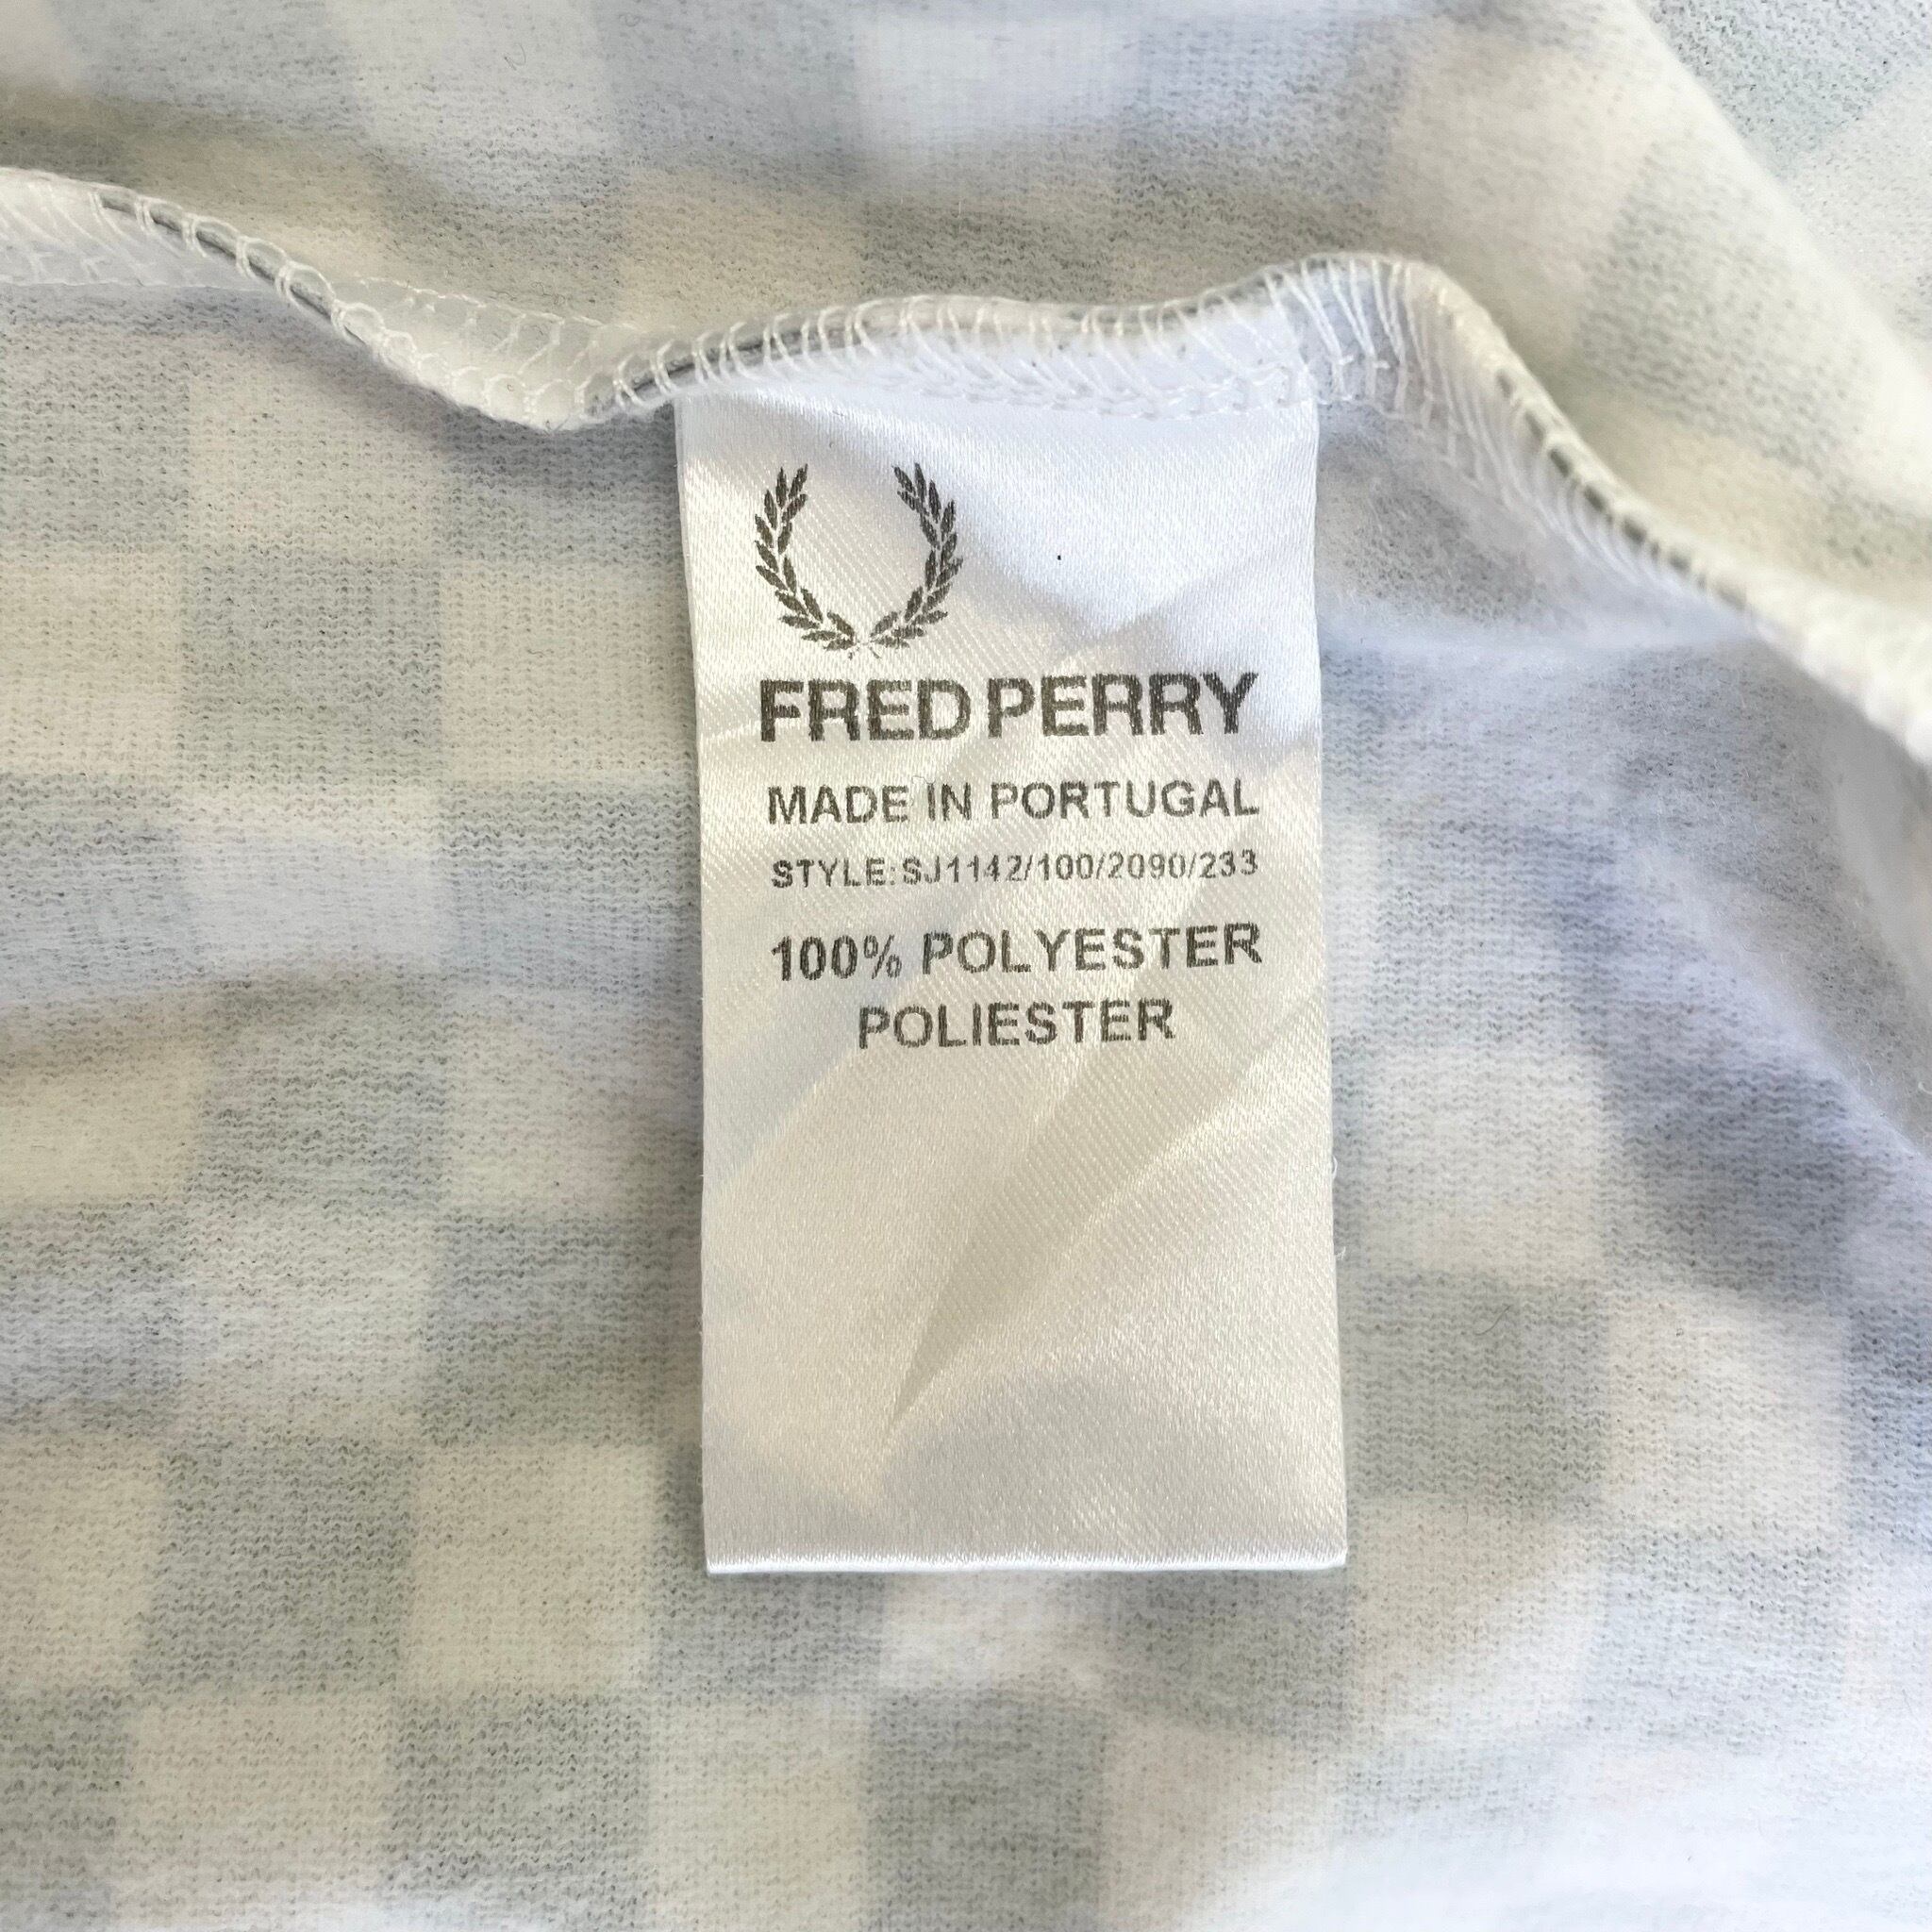 FRED PERRY
MADE IN PORTUGAL
STYLE:SJ1142/100/2090/233
100% POLYESTER
POLIESTER